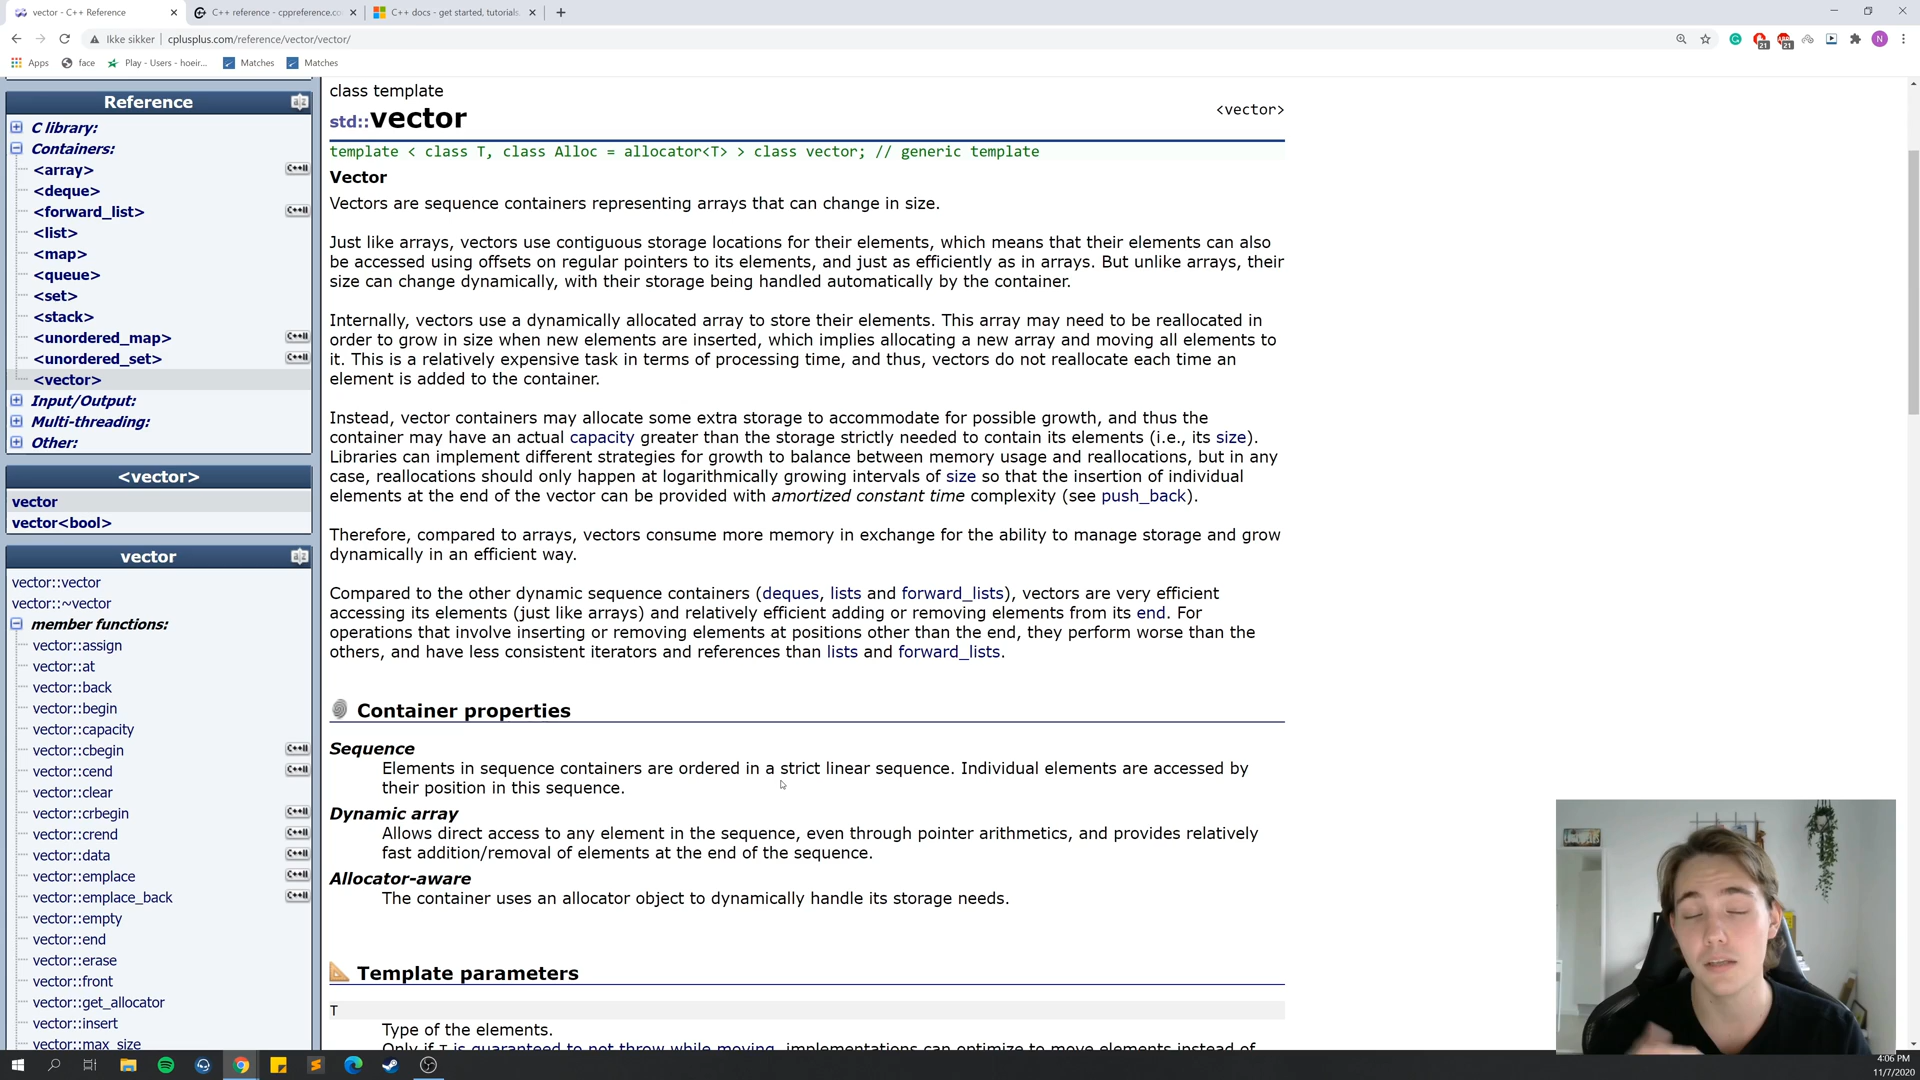 vector - C++ Reference
C++ reference - cppreference.co
C++ docs - get started, tutorials,
Ikke sikker
cplusplus.com/reference/vector/vector/
21
21
N
Apps
face
Play - Users - hoeir...
Matches
Matches
Reference
C library:
Containers:
<array>
<deque>
<forward_list>
<list>
<map>
<queue>
<set>
<stack>
<unordered_map>
<unordered_set>
<vector>
Input/Output:
Multi-threading:
Other:
<vector>
vector
vector<bool>
vector
vector::vector
vector::~vector
member functions:
vector::assign
vector::at
vector::back
vector::begin
vector::capacity
vector::cbegin
vector::cend
vector::clear
vector::crbegin
vector::crend
vector::data
vector::emplace
vector::emplace_back
vector::empty
vector::end
vector::erase
vector::front
vector::get_allocator
vector::insert
vector::max_size
class template
std::vector
<vector>
template < class T, class Alloc = allocator<T> > class vector; // generic template
Vector
Vectors are sequence containers representing arrays that can change in size.
Just like arrays, vectors use contiguous storage locations for their elements, which means that their elements can also
be accessed using offsets on regular pointers to its elements, and just as efficiently as in arrays. But unlike arrays, their
size can change dynamically, with their storage being handled automatically by the container.
Internally, vectors use a dynamically allocated array to store their elements. This array may need to be reallocated in
order to grow in size when new elements are inserted, which implies allocating a new array and moving all elements to
it. This is a relatively expensive task in terms of processing time, and thus, vectors do not reallocate each time an
element is added to the container.
Instead, vector containers may allocate some extra storage to accommodate for possible growth, and thus the
container may have an actual capacity greater than the storage strictly needed to contain its elements (i.e., its size).
Libraries can implement different strategies for growth to balance between memory usage and reallocations, but in any
case, reallocations should only happen at logarithmically growing intervals of size so that the insertion of individual
elements at the end of the vector can be provided with amortized constant time complexity (see push_back).
Therefore, compared to arrays, vectors consume more memory in exchange for the ability to manage storage and grow
dynamically in an efficient way.
Compared to the other dynamic sequence containers (deques, lists and forward_lists), vectors are very efficient
accessing its elements (just like arrays) and relatively efficient adding or removing elements from its end. For
operations that involve inserting or removing elements at positions other than the end, they perform worse than the
others, and have less consistent iterators and references than lists and forward_lists.
Container properties
Sequence
Elements in sequence containers are ordered in a strict linear sequence. Individual elements are accessed by
their position in this sequence.
Dynamic array
Allows direct access to any element in the sequence, even through pointer arithmetics, and provides relatively
fast addition/removal of elements at the end of the sequence.
Allocator-aware
The container uses an allocator object to dynamically handle its storage needs.
Template parameters
T
Type of the elements.
Only if T is guaranteed to not throw while moving, implementations can optimize to move elements instead of
4:06 PM
11/7/2020